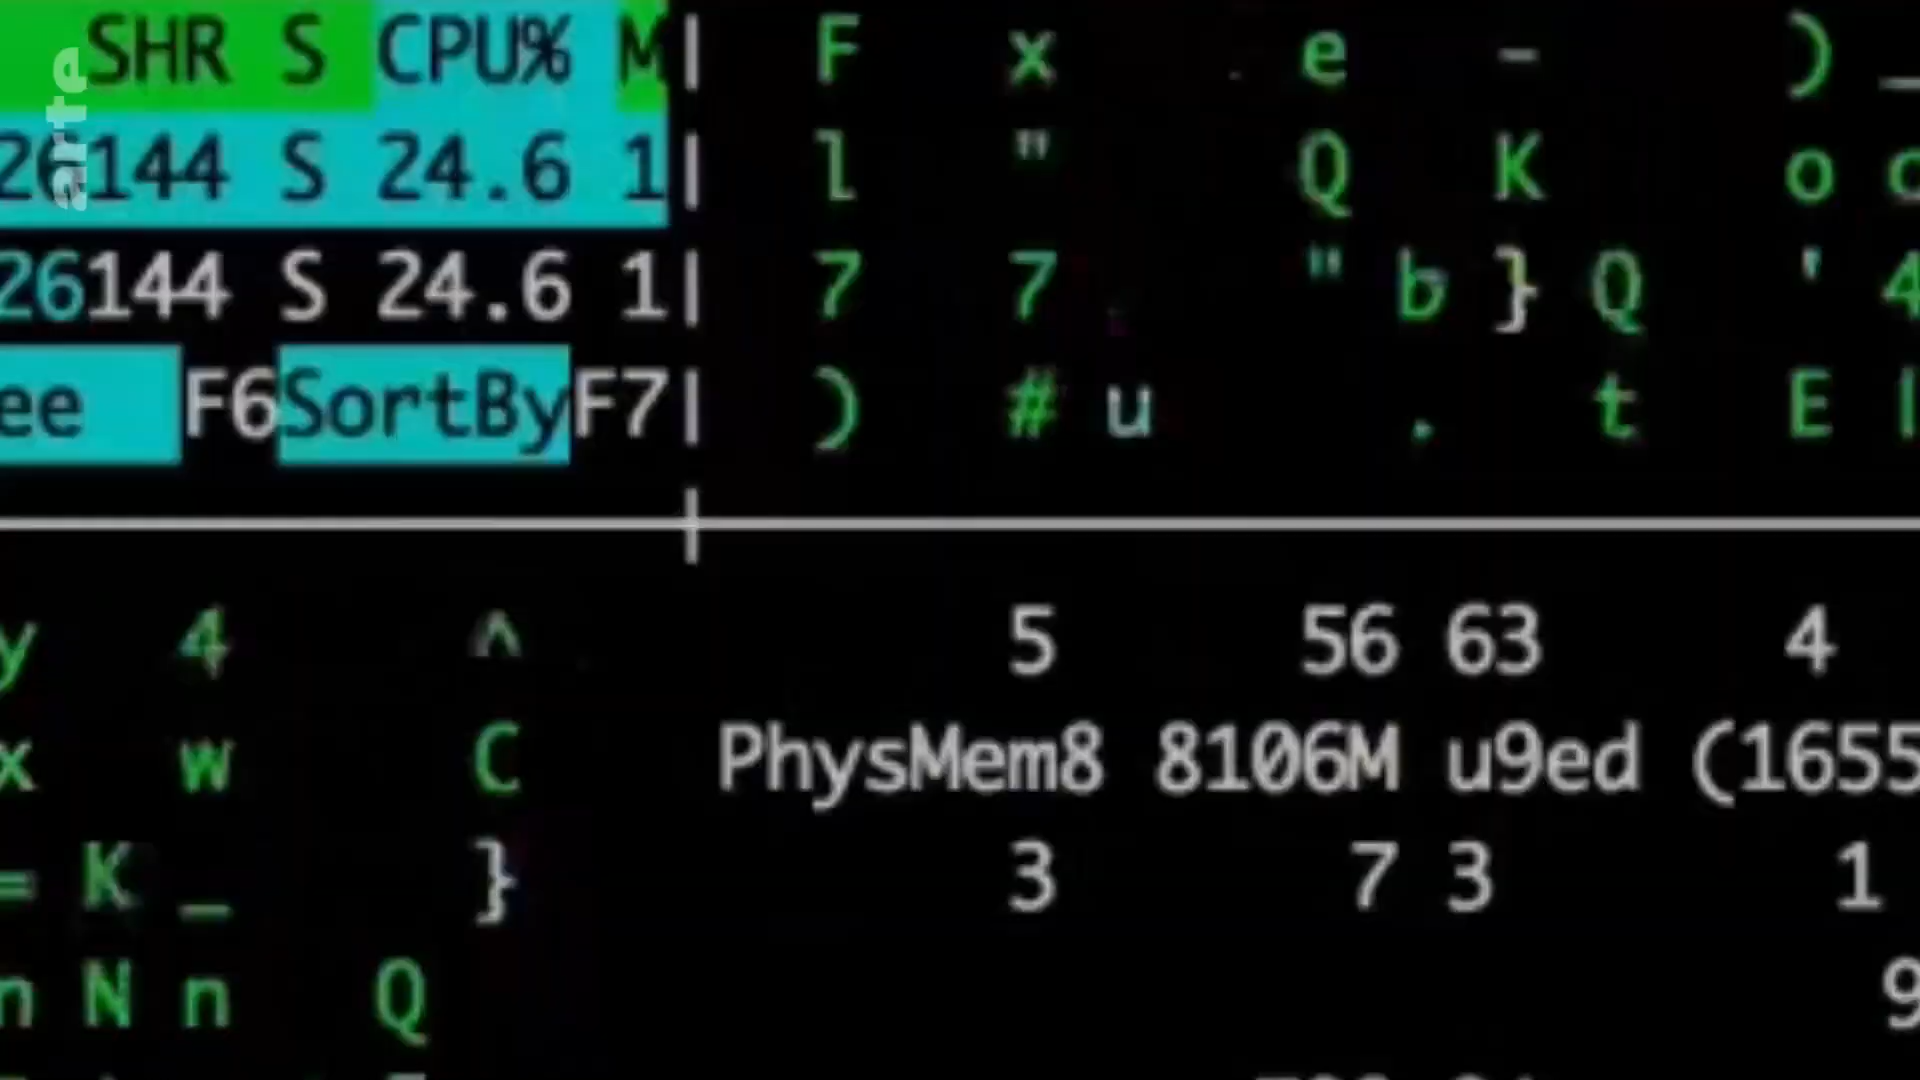 arte
SHR S CPU% M
26144 S 24.6 1
26144 S 24.6 1
ee F6SortByF7
F x . e - ) _
l " Q K o
7 7 " b } Q ' 4
) # u . t E
y 4 ^
x w C
= K _ }
n N n Q
5 56 63 4
PhysMem8 8106M u9ed (1655
3 7 3 1
9